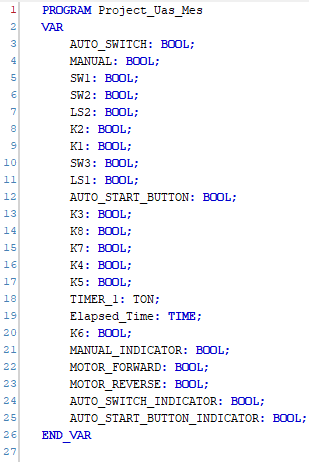 1 PROGRAM Project_Uas_Mes
2 VAR
3 AUTO_SWITCH: BOOL;
4 MANUAL: BOOL;
5 SW1: BOOL;
6 SW2: BOOL;
7 LS2: BOOL;
8 K2: BOOL;
9 K1: BOOL;
10 SW3: BOOL;
11 LS1: BOOL;
12 AUTO_START_BUTTON: BOOL;
13 K3: BOOL;
14 K8: BOOL;
15 K7: BOOL;
16 K4: BOOL;
17 K5: BOOL;
18 TIMER_1: TON;
19 Elapsed_Time: TIME;
20 K6: BOOL;
21 MANUAL_INDICATOR: BOOL;
22 MOTOR_FORWARD: BOOL;
23 MOTOR_REVERSE: BOOL;
24 AUTO_SWITCH_INDICATOR: BOOL;
25 AUTO_START_BUTTON_INDICATOR: BOOL;
26 END_VAR
27